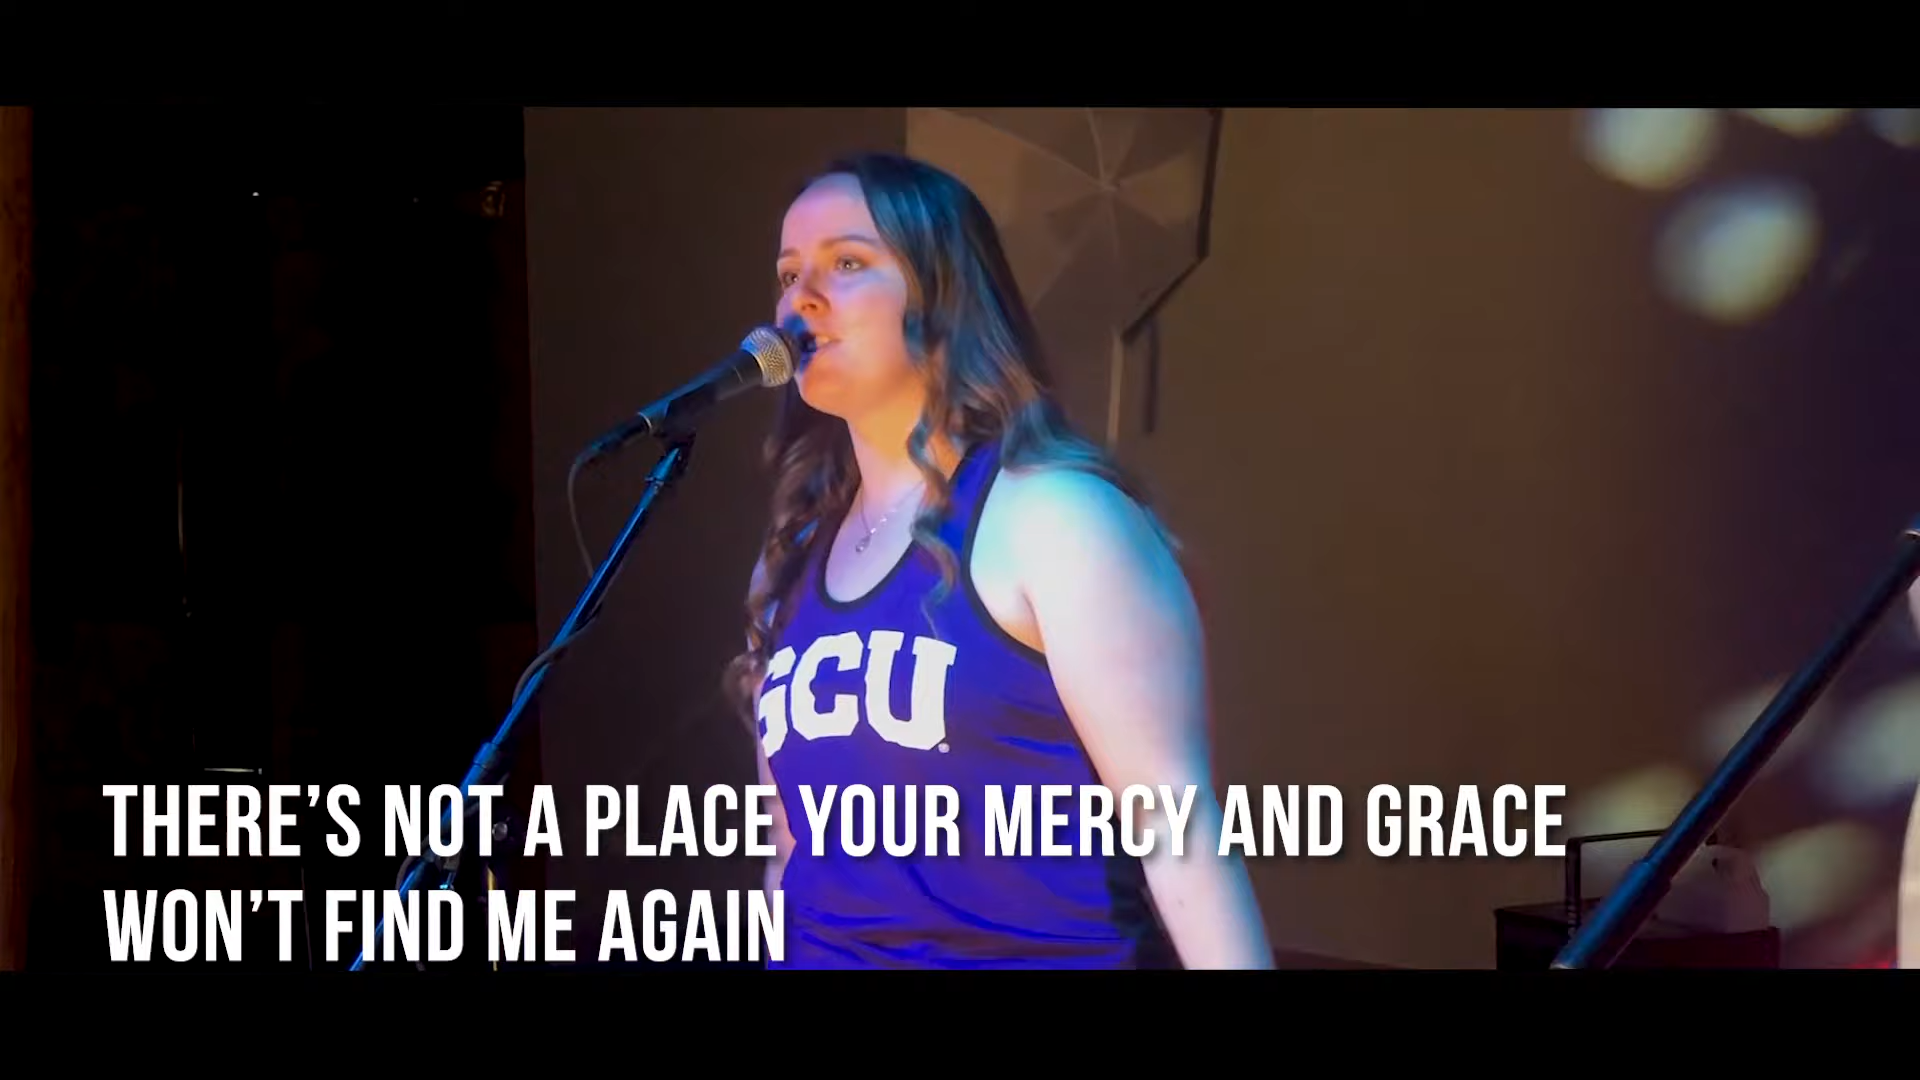 GCU
THERE’S NOT A PLACE YOUR MERCY AND GRACE
WON’T FIND ME AGAIN